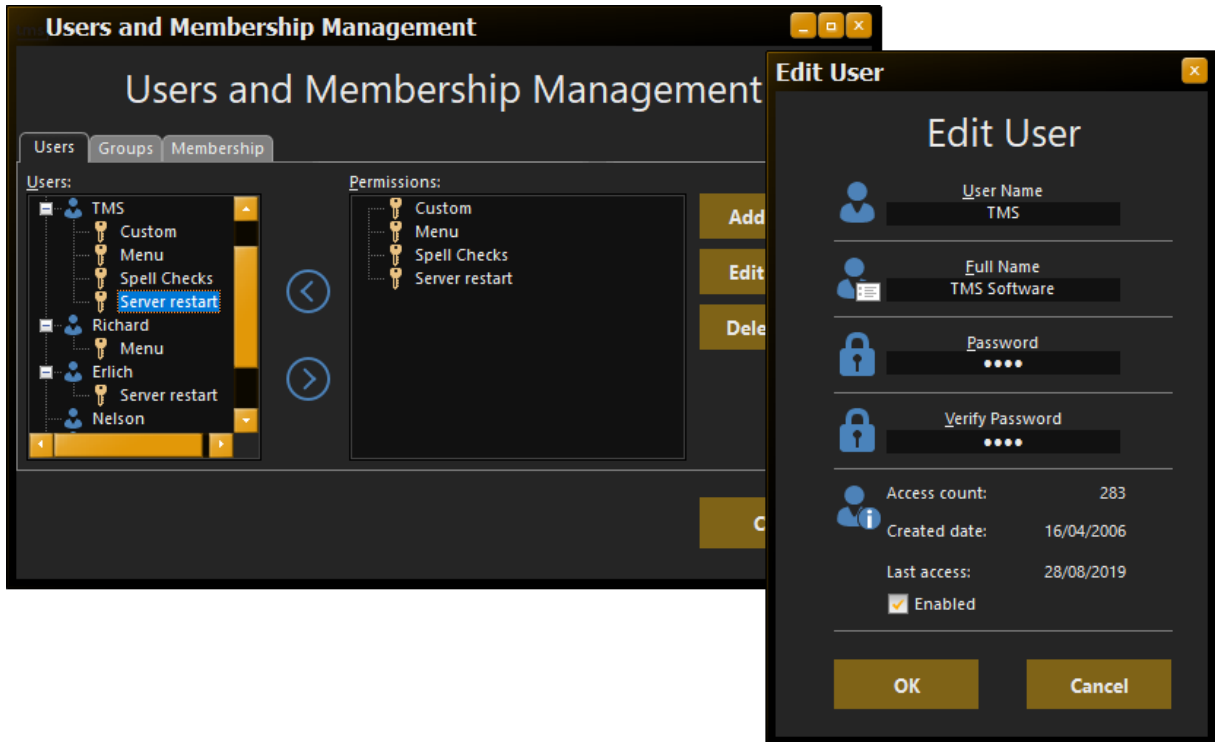 Users and Membership Management
Users and Membership Management
Users Groups Membership
Users:
TMS
Custom
Menu
Spell Checks
Server restart
Richard
Menu
Erlich
Server restart
Nelson
Permissions:
Custom
Menu
Spell Checks
Server restart
Add
Edit
Dele
C
Edit User
Edit User
User Name
TMS
Full Name
TMS Software
Password
••••
Verify Password
••••
Access count: 283
Created date: 16/04/2006
Last access: 28/08/2019
Enabled
OK Cancel